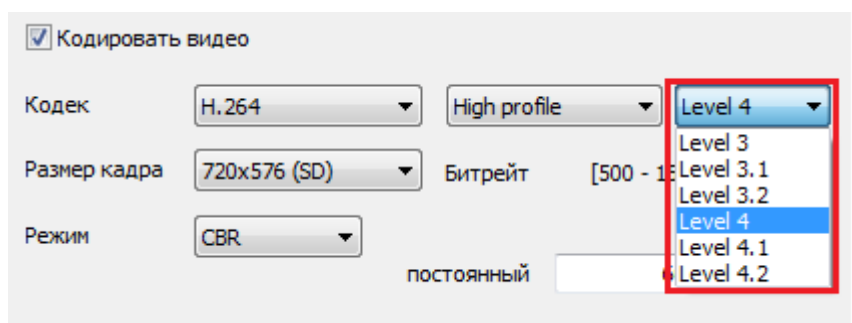 Кодировать видео
Кодек H.264 High profile Level 4
Level 3
Level 3.1
Размер кадра 720x576 (SD) Битрейт [500 - 1
Level 3.2
Level 4
Режим CBR
Level 4.1
постоянный
Level 4.2